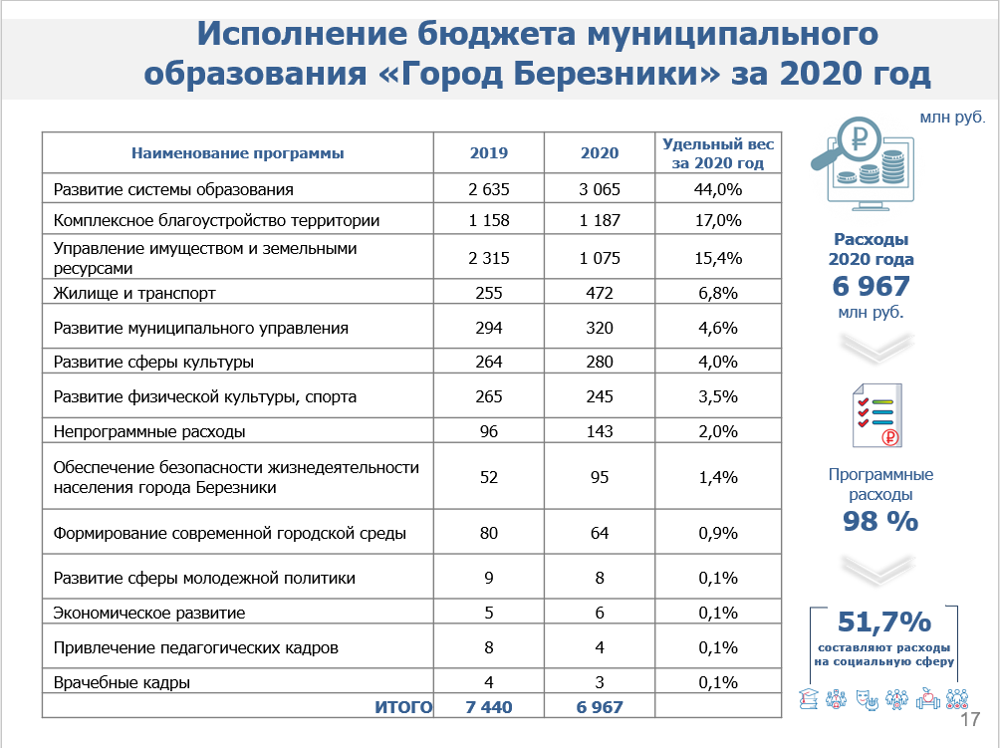 Исполнение бюджета муниципального
образования «Город Березники» за 2020 год
млн руб.
Наименование программы 2019 2020 Удельный вес
за 2020 год
Развитие системы образования 2 635 3 065 44,0%
Комплексное благоустройство территории 1 158 1 187 17,0%
Управление имуществом и земельными
ресурсами 2 315 1 075 15,4%
Жилище и транспорт 255 472 6,8%
Развитие муниципального управления 294 320 4,6%
Развитие сферы культуры 264 280 4,0%
Развитие физической культуры, спорта 265 245 3,5%
Непрограммные расходы 96 143 2,0%
Обеспечение безопасности жизнедеятельности
населения города Березники 52 95 1,4%
Формирование современной городской среды 80 64 0,9%
Развитие сферы молодежной политики 9 8 0,1%
Экономическое развитие 5 6 0,1%
Привлечение педагогических кадров 8 4 0,1%
Врачебные кадры 4 3 0,1%
ИТОГО 7 440 6 967
Расходы
2020 года
6 967
млн руб.
Программные
расходы
98 %
51,7%
составляют расходы
на социальную сферу
17